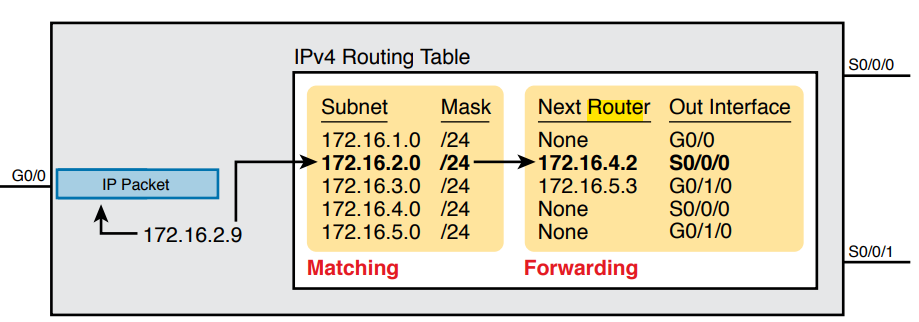 IPv4 Routing Table
S0/0/0
Subnet Mask Next Router Out Interface
172.16.1.0 /24 None G0/0
172.16.2.0 /24 172.16.4.2 S0/0/0
172.16.3.0 /24 172.16.5.3 G0/1/0
172.16.4.0 /24 None S0/0/0
172.16.5.0 /24 None G0/1/0
G0/0
IP Packet
172.16.2.9
Matching Forwarding
S0/0/1